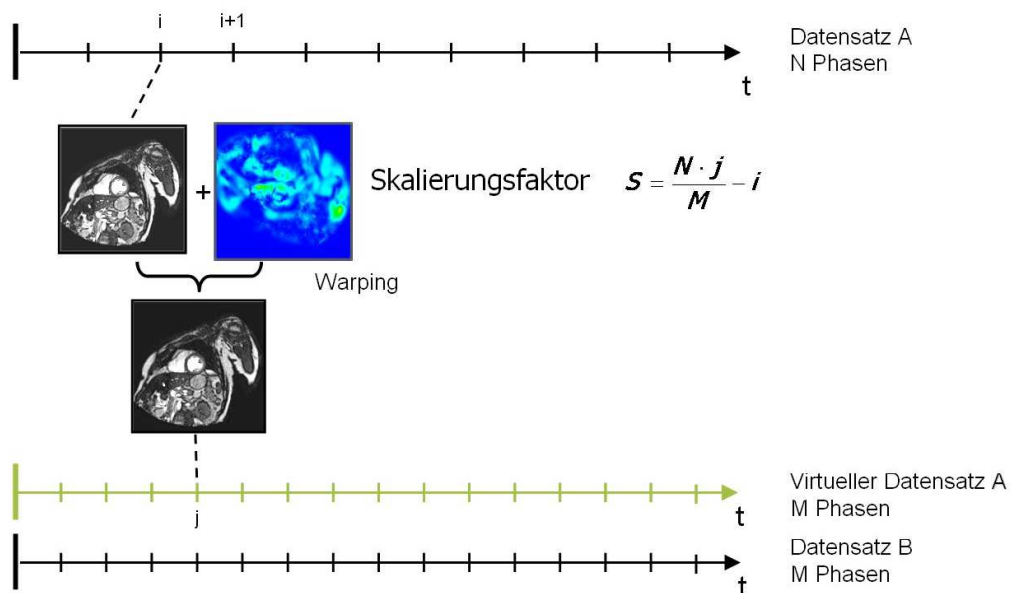 i i+1
t
Datensatz A
N Phasen
+
Skalierungsfaktor S = N · j / M − i
Warping
j
t
Virtueller Datensatz A
M Phasen
t
Datensatz B
M Phasen